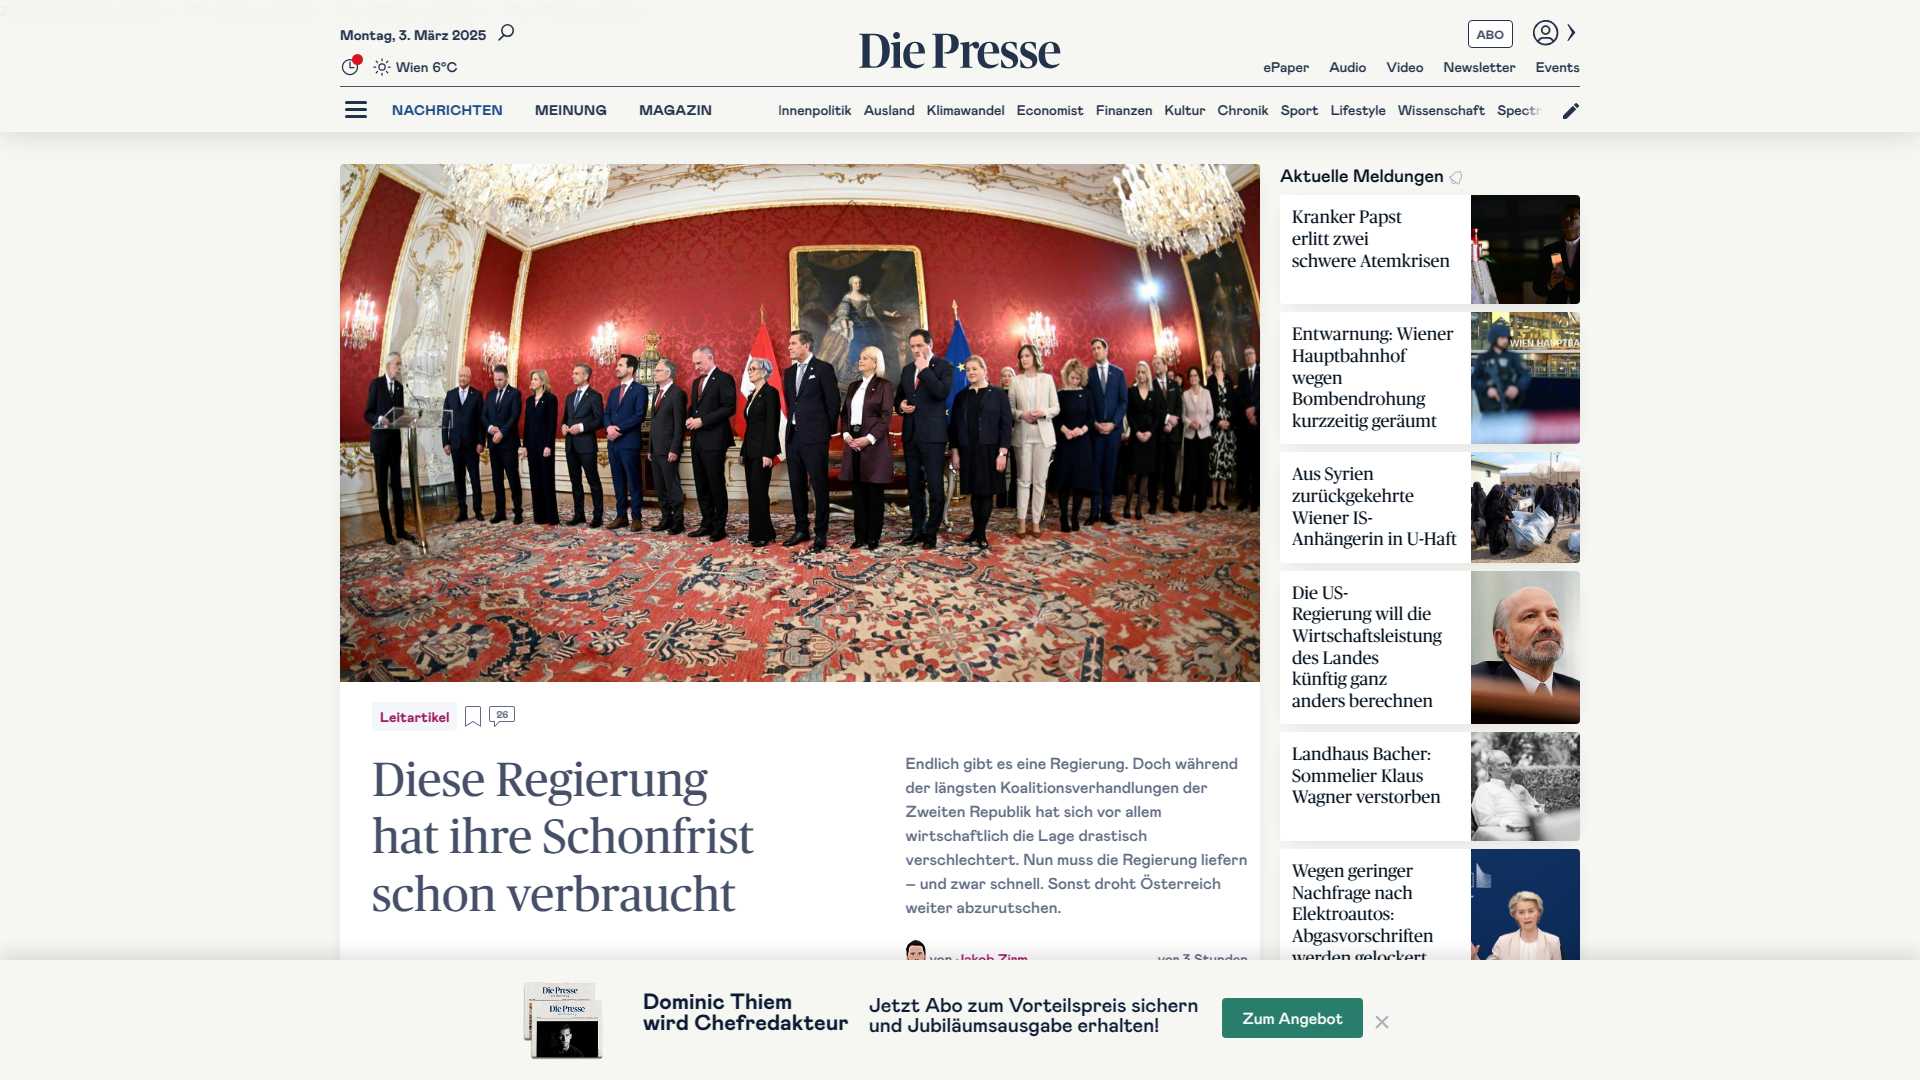 Montag, 3. März 2025
Die Presse
ABO
Wien 6°C
ePaper Audio Video Newsletter Events
NACHRICHTEN MEINUNG MAGAZIN
Innenpolitik Ausland Klimawandel Economist Finanzen Kultur Chronik Sport Lifestyle Wissenschaft Spectr
Leitartikel
26
Diese Regierung
hat ihre Schonfrist
schon verbraucht
Endlich gibt es eine Regierung. Doch während
der längsten Koalitionsverhandlungen der
Zweiten Republik hat sich vor allem
wirtschaftlich die Lage drastisch
verschlechtert. Nun muss die Regierung liefern
– und zwar schnell. Sonst droht Österreich
weiter abzurutschen.
von Jakob Zirm
vor 3 Stunden
Aktuelle Meldungen
Kranker Papst
erlitt zwei
schwere Atemkrisen
Entwarnung: Wiener
Hauptbahnhof
wegen
Bombendrohung
kurzzeitig geräumt
WIEN HAUPTBA
Aus Syrien
zurückgekehrte
Wiener IS-
Anhängerin in U-Haft
Die US-
Regierung will die
Wirtschaftsleistung
des Landes
künftig ganz
anders berechnen
Landhaus Bacher:
Sommelier Klaus
Wagner verstorben
Wegen geringer
Nachfrage nach
Elektroautos:
Abgasvorschriften
werden gelockert
Die Presse
Die Presse
Dominic Thiem
wird Chefredakteur
Jetzt Abo zum Vorteilspreis sichern
und Jubiläumsausgabe erhalten!
Zum Angebot